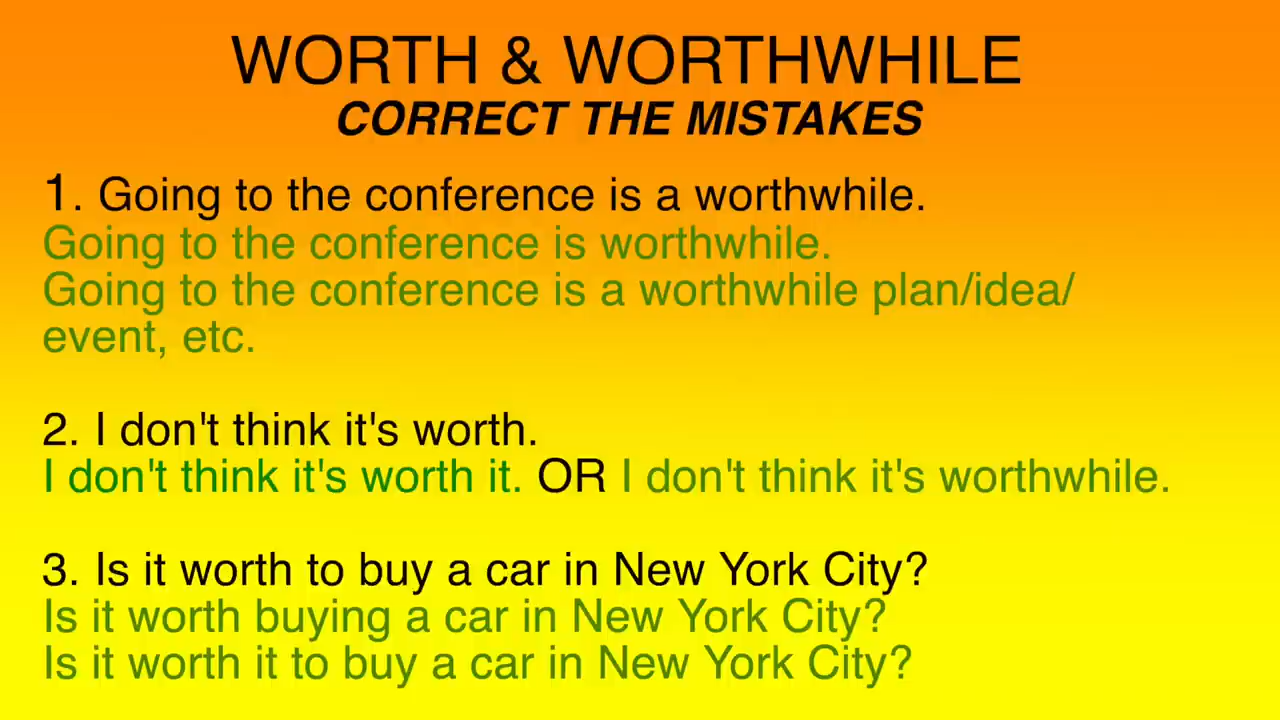 WORTH & WORTHWHILE
CORRECT THE MISTAKES
1. Going to the conference is a worthwhile.
Going to the conference is worthwhile.
Going to the conference is a worthwhile plan/idea/
event, etc.
2. I don't think it's worth.
I don't think it's worth it. OR I don't think it's worthwhile.
3. Is it worth to buy a car in New York City?
Is it worth buying a car in New York City?
Is it worth it to buy a car in New York City?